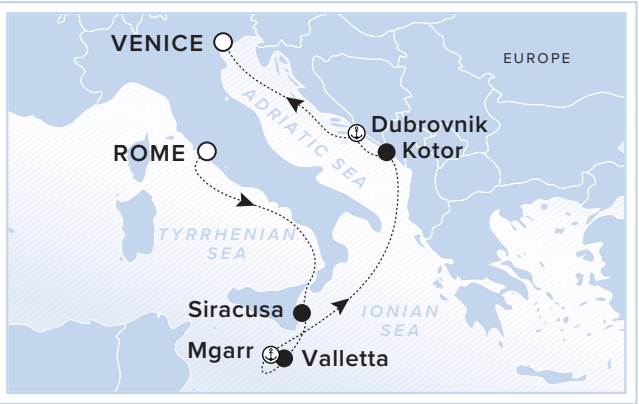 VENICE
EUROPE
ADRIATIC SEA
Dubrovnik
Kotor
ROME
TYRRHENIAN
SEA
Siracusa
IONIAN
SEA
Mgarr
Valletta